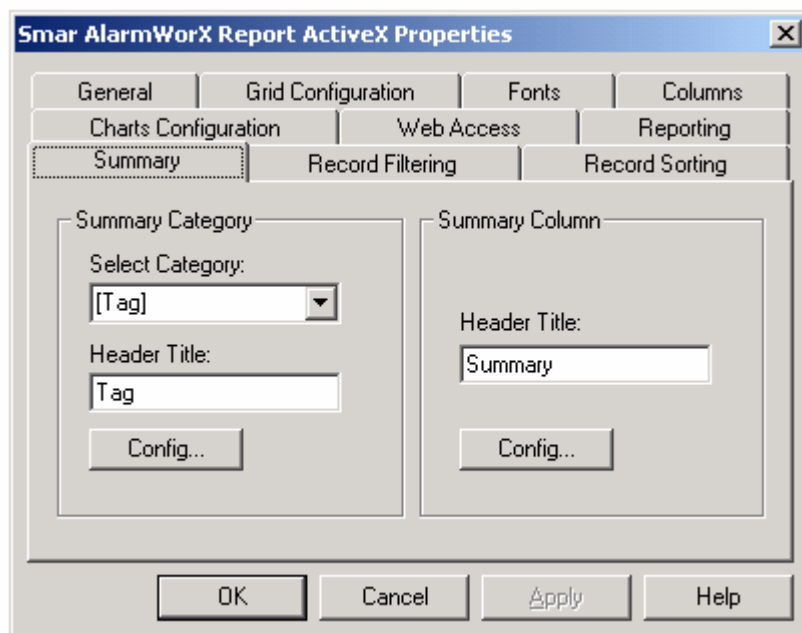 Smar AlarmWorX Report ActiveX Properties
General Grid Configuration Fonts Columns
Charts Configuration Web Access Reporting
Summary Record Filtering Record Sorting
Summary Category
Select Category:
[Tag]
Header Title:
Tag
Config...
Summary Column
Header Title:
Summary
Config...
OK Cancel Apply Help